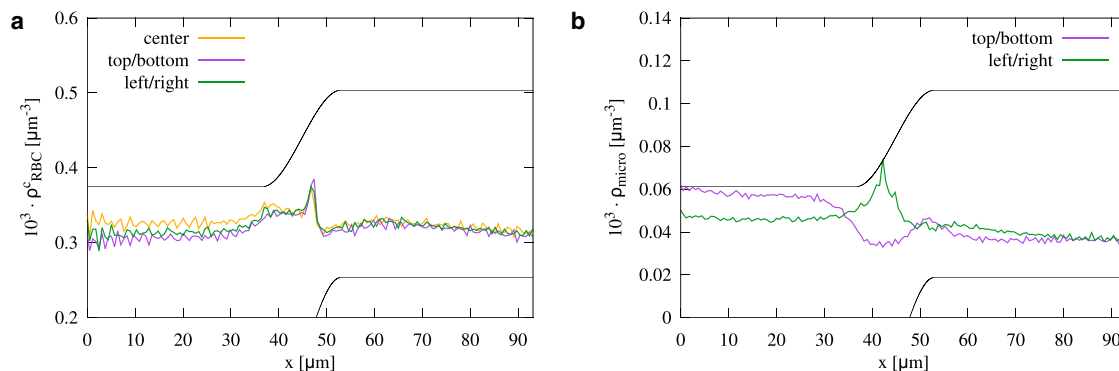 a
0.6
0.5
0.4
0.3
0.2
10³ · ρᶜRBC [μm⁻³]
center
top/bottom
left/right
0 10 20 30 40 50 60 70 80 90
x [μm]
b
0.14
0.12
0.1
0.08
0.06
0.04
0.02
0
10³ · ρmicro [μm⁻³]
top/bottom
left/right
0 10 20 30 40 50 60 70 80 90
x [μm]